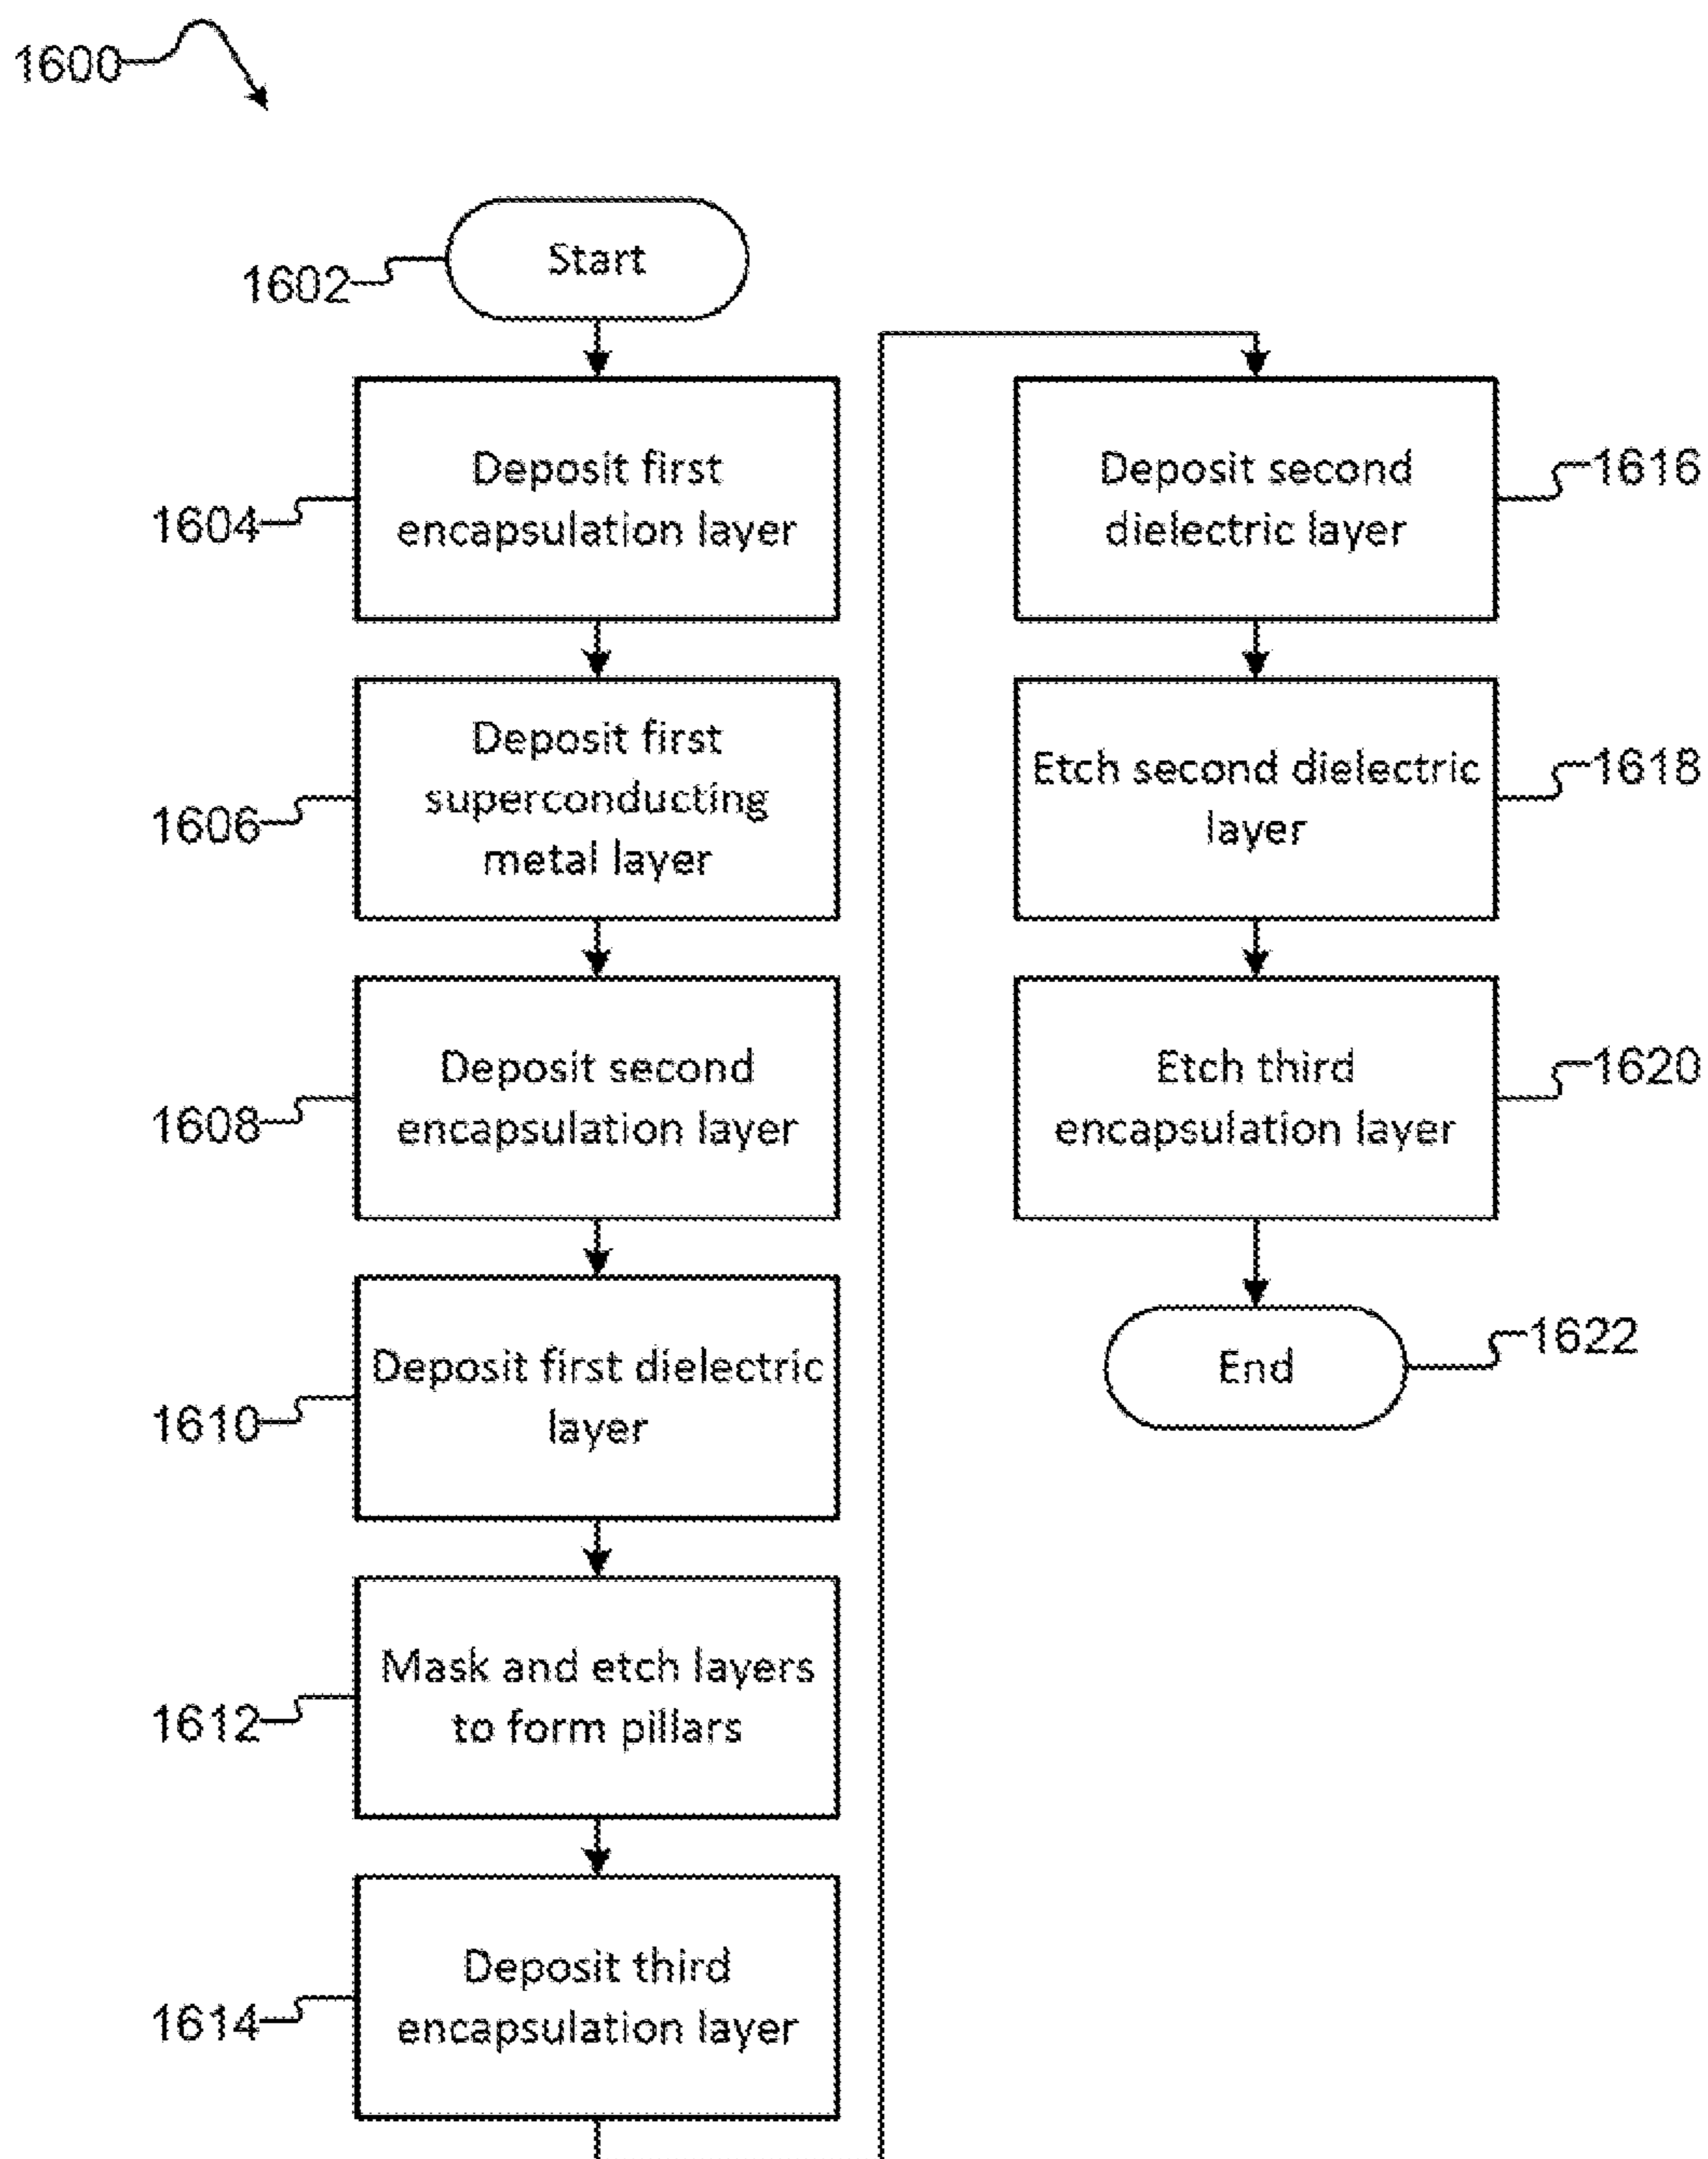 1600
Start
1602
Deposit first
encapsulation layer
1604
Deposit first
superconducting
metal layer
1606
Deposit second
encapsulation layer
1608
Deposit first dielectric
layer
1610
Mask and etch layers
to form pillars
1612
Deposit third
encapsulation layer
1614
Deposit second
dielectric layer
1616
Etch second dielectric
layer
1618
Etch third
encapsulation layer
1620
End
1622